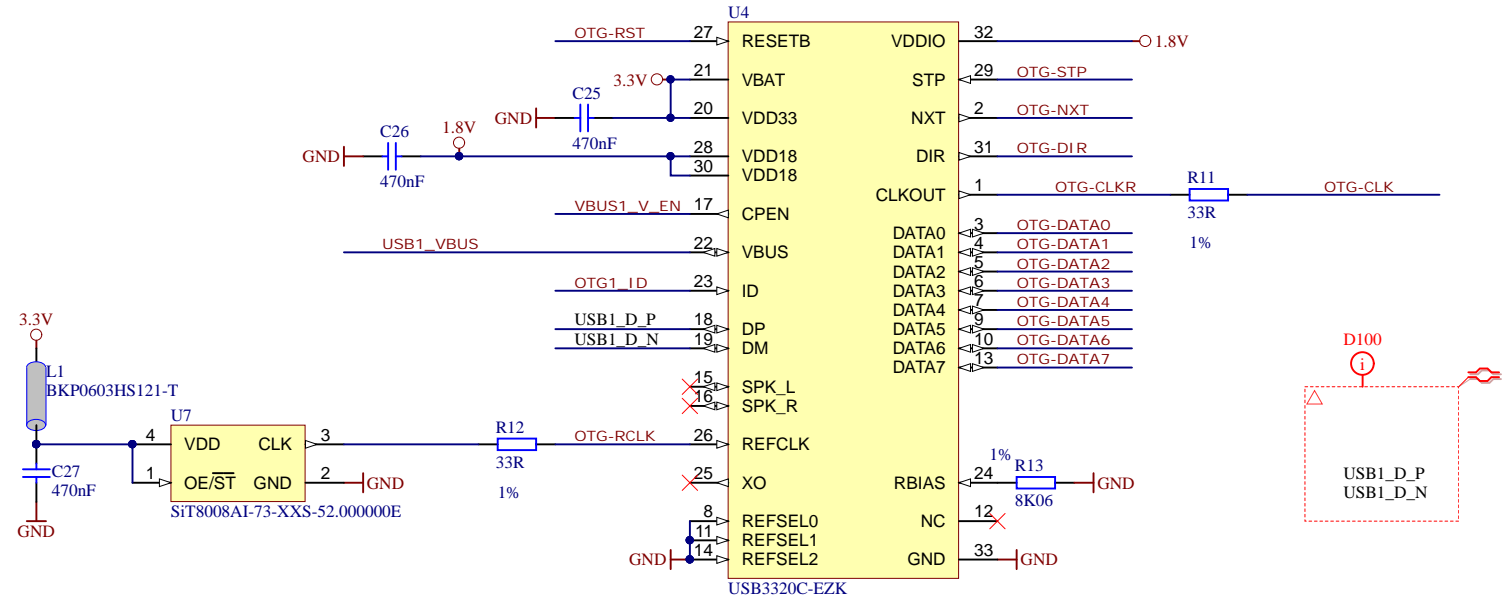 U4
OTG-RST 27 RESETB VDDIO 32 1.8V
3.3V 21 VBAT STP 29 OTG-STP
GND C25 470nF 20 VDD33 NXT 2 OTG-NXT
GND C26 470nF 1.8V 28 VDD18 DIR 31 OTG-DIR
30 VDD18
CLKOUT 1 OTG-CLKR R11 33R 1% OTG-CLK
VBUS1_V_EN 17 CPEN
DATA0 3 OTG-DATA0
USB1_VBUS 22 VBUS DATA1 4 OTG-DATA1
DATA2 5 OTG-DATA2
OTG1_ID 23 ID DATA3 6 OTG-DATA3
DATA4 7 OTG-DATA4
USB1_D_P 18 DP DATA5 9 OTG-DATA5
USB1_D_N 19 DM DATA6 10 OTG-DATA6
DATA7 13 OTG-DATA7
15 SPK_L
16 SPK_R
3.3V
L1
BKP0603HS121-T
U7
4 VDD CLK 3 R12 33R 1% OTG-RCLK 26 REFCLK
1 OE/ST GND 2 GND
C27
470nF
GND
SiT8008AI-73-XXS-52.000000E
25 XO RBIAS 24 1% R13 8K06 GND
8 REFSEL0 NC 12
11 REFSEL1
GND 14 REFSEL2 GND 33 GND
USB3320C-EZK
D100
i
USB1_D_P
USB1_D_N